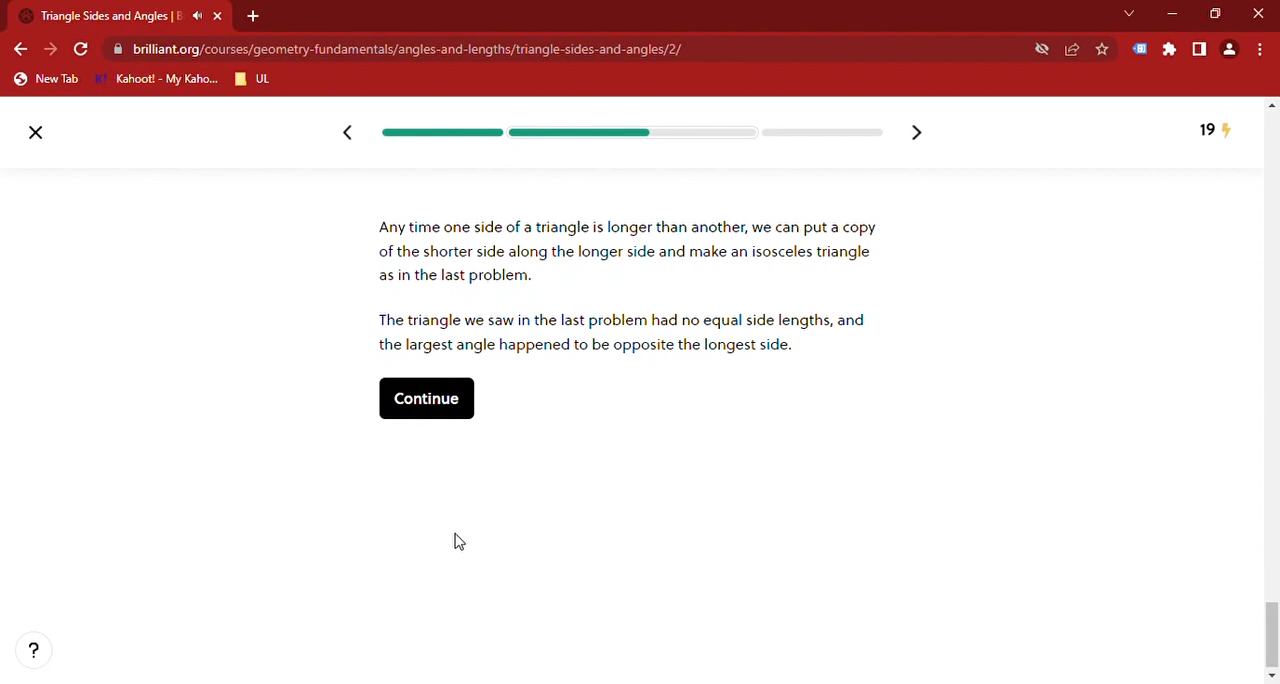 Triangle Sides and Angles | B
brilliant.org/courses/geometry-fundamentals/angles-and-lengths/triangle-sides-and-angles/2/
New Tab
K! Kahoot! - My Kaho...
UL
19
Any time one side of a triangle is longer than another, we can put a copy
of the shorter side along the longer side and make an isosceles triangle
as in the last problem.
The triangle we saw in the last problem had no equal side lengths, and
the largest angle happened to be opposite the longest side.
Continue
?